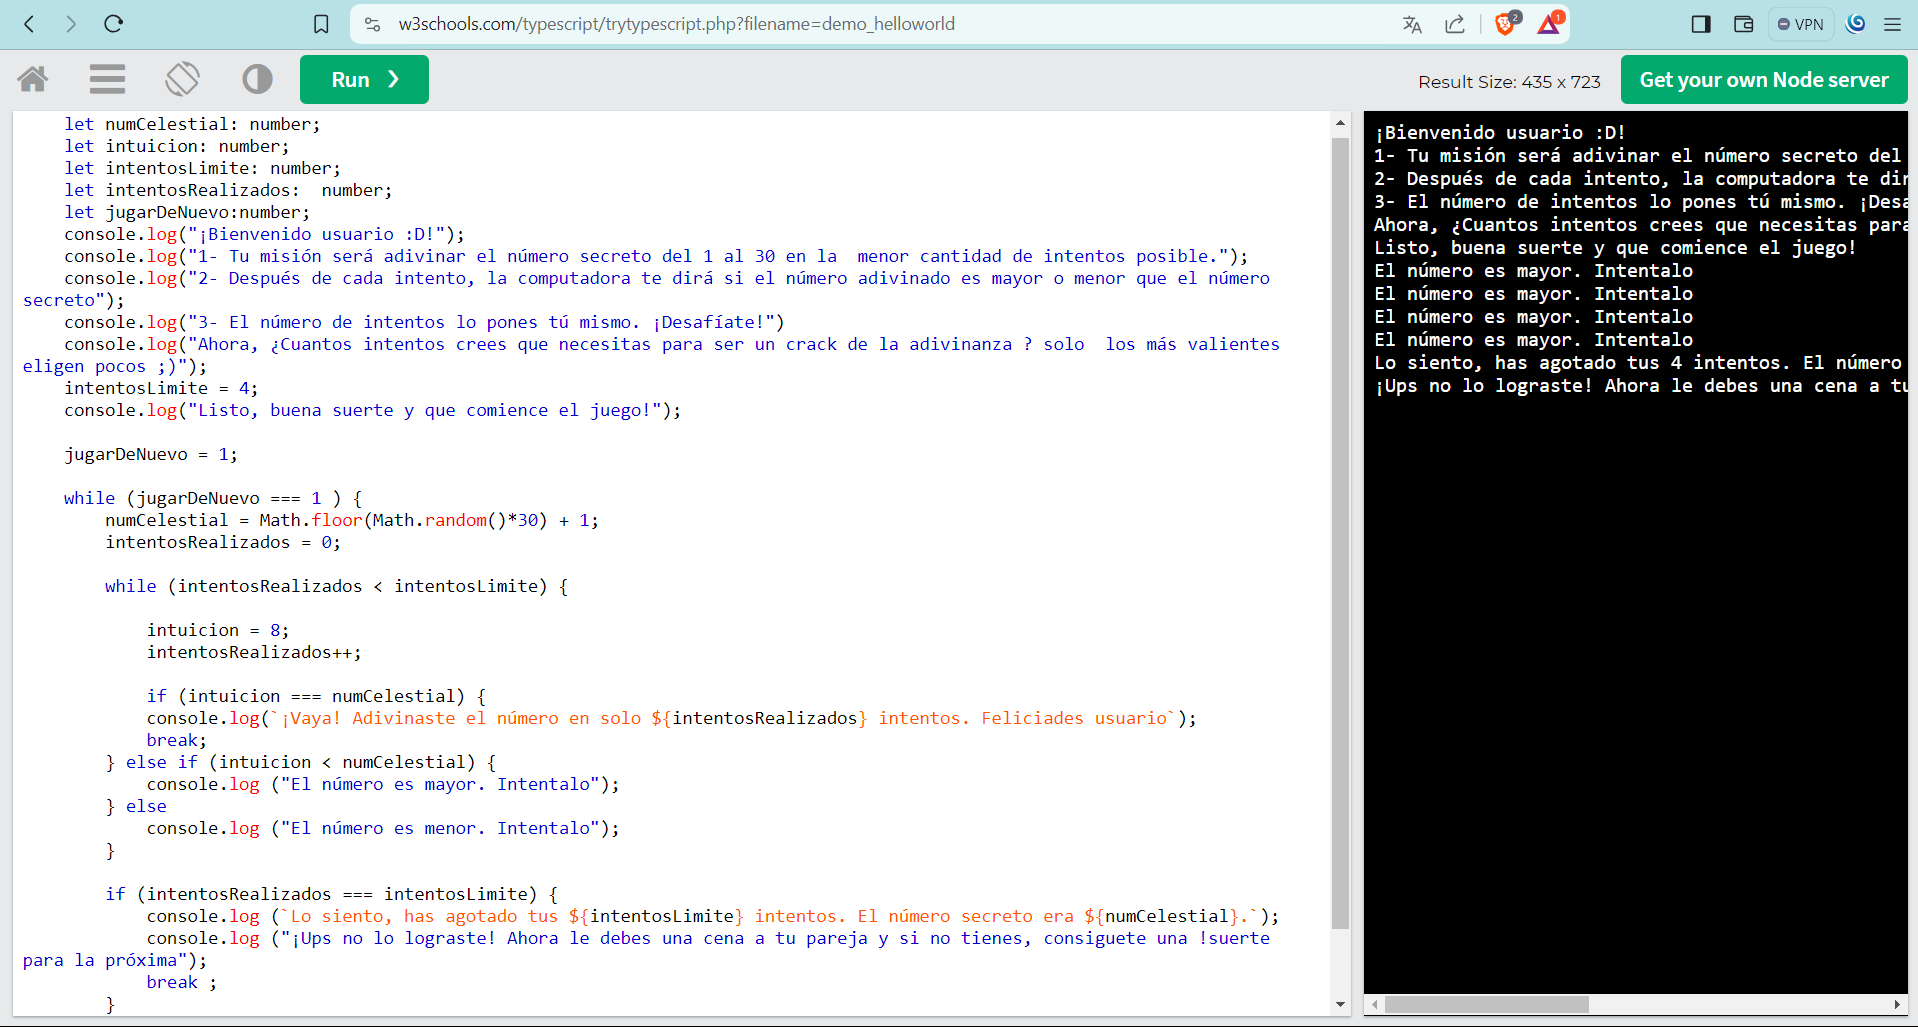 w3schools.com/typescript/trytypescript.php?filename=demo_helloworld
2
1
VPN
Run ❯
Result Size: 435 x 723
Get your own Node server
let numCelestial: number;
let intuicion: number;
let intentosLimite: number;
let intentosRealizados:  number;
let jugarDeNuevo:number;
console.log("¡Bienvenido usuario :D!");
console.log("1- Tu misión será adivinar el número secreto del 1 al 30 en la  menor cantidad de intentos posible.");
console.log("2- Después de cada intento, la computadora te dirá si el número adivinado es mayor o menor que el número
secreto");
console.log("3- El número de intentos lo pones tú mismo. ¡Desafíate!")
console.log("Ahora, ¿Cuantos intentos crees que necesitas para ser un crack de la adivinanza ? solo  los más valientes
eligen pocos ;)");
intentosLimite = 4;
console.log("Listo, buena suerte y que comience el juego!");
jugarDeNuevo = 1;
while (jugarDeNuevo === 1 ) {
numCelestial = Math.floor(Math.random()*30) + 1;
intentosRealizados = 0;
while (intentosRealizados < intentosLimite) {
intuicion = 8;
intentosRealizados++;
if (intuicion === numCelestial) {
console.log(`¡Vaya! Adivinaste el número en solo ${intentosRealizados} intentos. Feliciades usuario`);
break;
} else if (intuicion < numCelestial) {
console.log ("El número es mayor. Intentalo");
} else
console.log ("El número es menor. Intentalo");
}
if (intentosRealizados === intentosLimite) {
console.log (`Lo siento, has agotado tus ${intentosLimite} intentos. El número secreto era ${numCelestial}.`);
console.log ("¡Ups no lo lograste! Ahora le debes una cena a tu pareja y si no tienes, consiguete una !suerte
para la próxima");
break ;
}
¡Bienvenido usuario :D!
1- Tu misión será adivinar el número secreto del
2- Después de cada intento, la computadora te dir
3- El número de intentos lo pones tú mismo. ¡Desa
Ahora, ¿Cuantos intentos crees que necesitas para
Listo, buena suerte y que comience el juego!
El número es mayor. Intentalo
El número es mayor. Intentalo
El número es mayor. Intentalo
El número es mayor. Intentalo
Lo siento, has agotado tus 4 intentos. El número
¡Ups no lo lograste! Ahora le debes una cena a tu